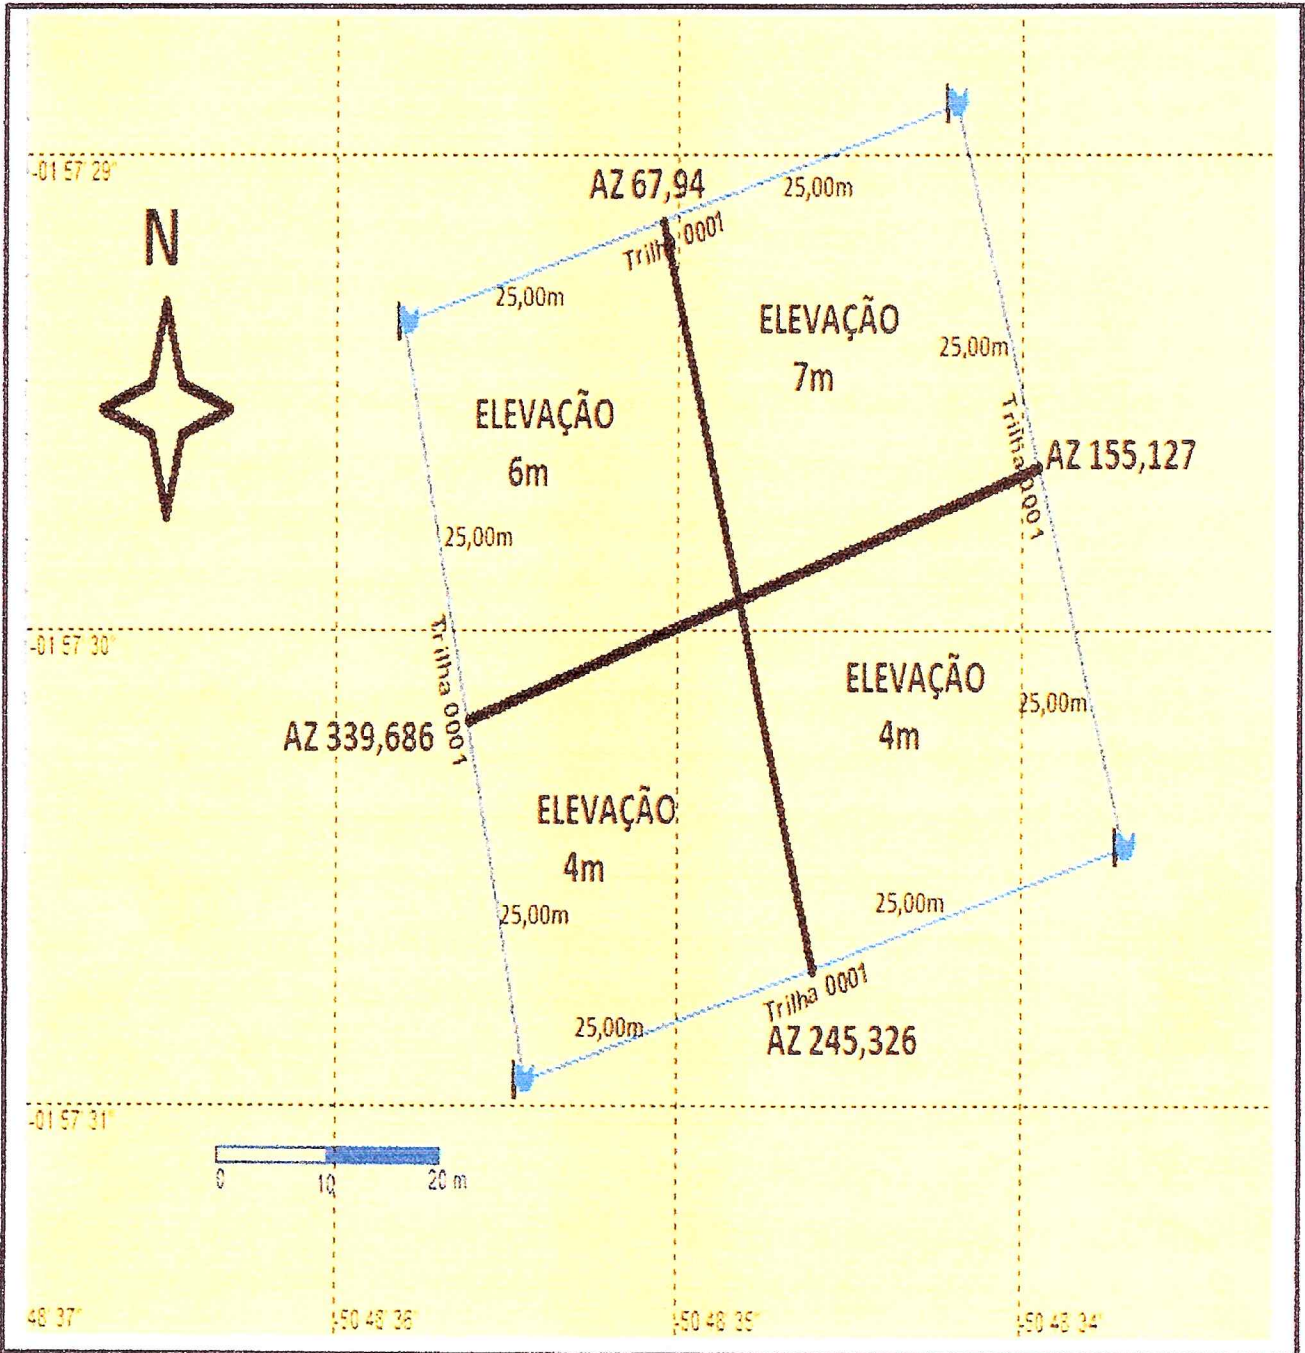 -01 57' 29"
AZ 67,94
25,00m
N
Trilha 0001
25,00m
ELEVAÇÃO
7m
25,00m
ELEVAÇÃO
6m
Trilha 0001
AZ 155,127
25,00m
-01 57' 30"
Trilha 0001
ELEVAÇÃO
4m
25,00m
AZ 339,686
ELEVAÇÃO
4m
25,00m
25,00m
Trilha 0001
25,00m
AZ 245,326
-01 57' 31"
0 10 20 m
48' 37" -50 48' 36" -50 48' 35" -50 48' 34"